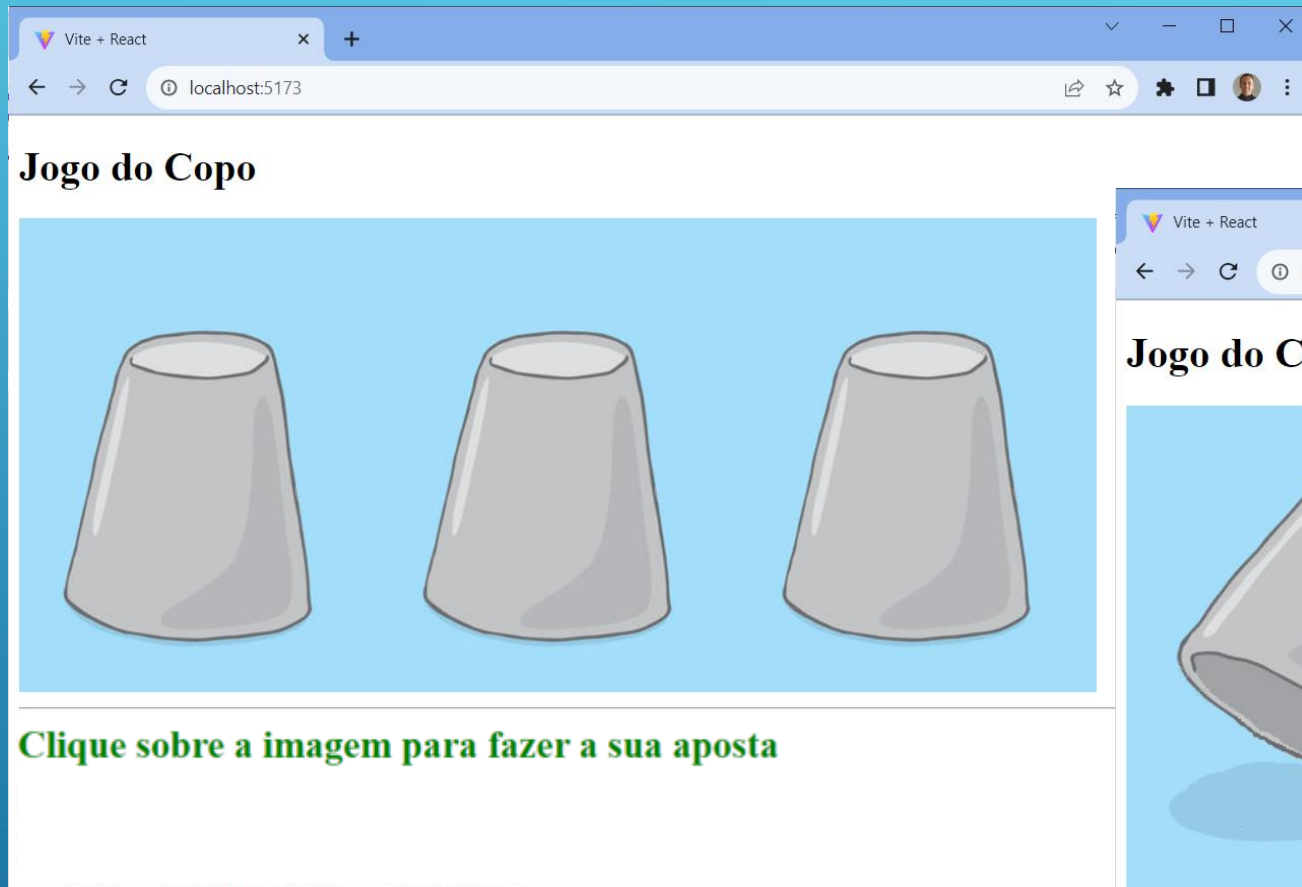 Vite + React
localhost:5173
Jogo do Copo
Clique sobre a imagem para fazer a sua aposta
Vite + React
Jogo do C